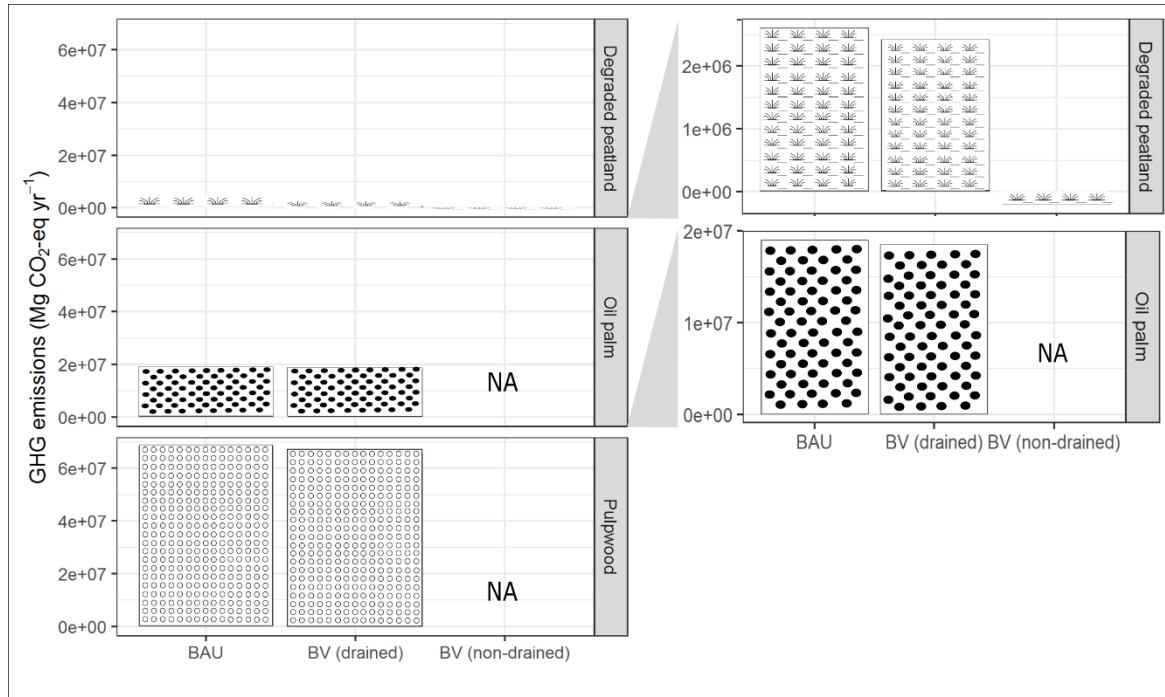 GHG emissions (Mg CO₂-eq yr⁻¹)
6e+07
4e+07
2e+07
0e+00
Degraded peatland
6e+07
4e+07
2e+07
0e+00
NA
Oil palm
6e+07
4e+07
2e+07
0e+00
NA
Pulpwood
BAU
BV (drained)
BV (non-drained)
2e+06
1e+06
0e+00
Degraded peatland
2e+07
1e+07
0e+00
NA
Oil palm
BAU
BV (drained)
BV (non-drained)